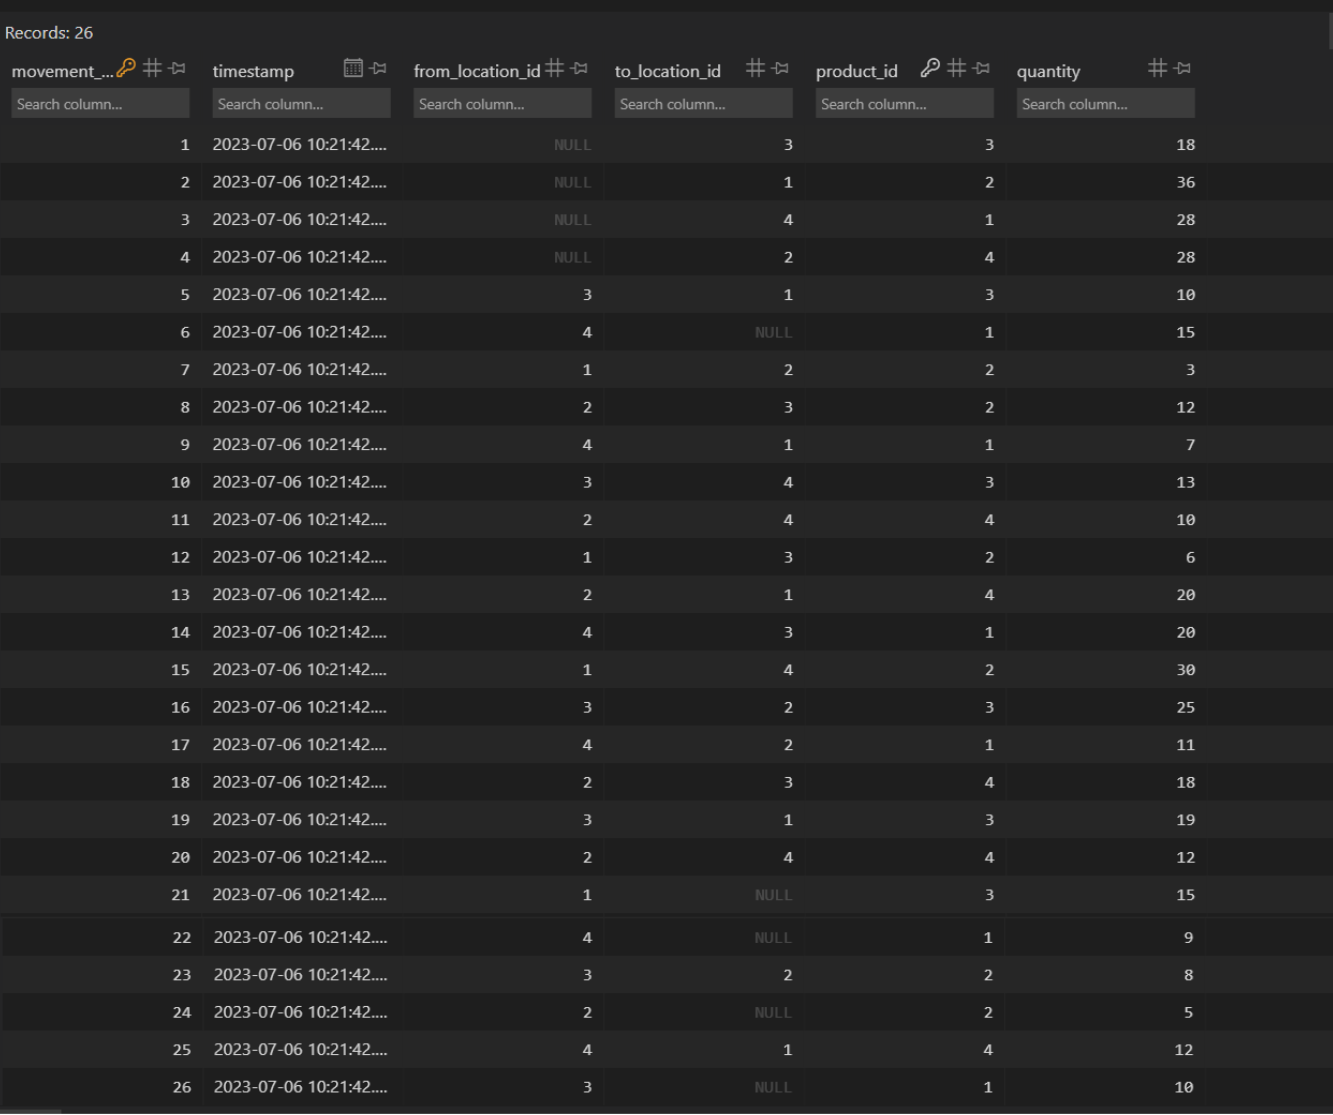 Records: 26
movement_... timestamp from_location_id to_location_id product_id quantity
Search column... Search column... Search column... Search column... Search column... Search column...
1 2023-07-06 10:21:42.... NULL 3 3 18
2 2023-07-06 10:21:42.... NULL 1 2 36
3 2023-07-06 10:21:42.... NULL 4 1 28
4 2023-07-06 10:21:42.... NULL 2 4 28
5 2023-07-06 10:21:42.... 3 1 3 10
6 2023-07-06 10:21:42.... 4 NULL 1 15
7 2023-07-06 10:21:42.... 1 2 2 3
8 2023-07-06 10:21:42.... 2 3 2 12
9 2023-07-06 10:21:42.... 4 1 1 7
10 2023-07-06 10:21:42.... 3 4 3 13
11 2023-07-06 10:21:42.... 2 4 4 10
12 2023-07-06 10:21:42.... 1 3 2 6
13 2023-07-06 10:21:42.... 2 1 4 20
14 2023-07-06 10:21:42.... 4 3 1 20
15 2023-07-06 10:21:42.... 1 4 2 30
16 2023-07-06 10:21:42.... 3 2 3 25
17 2023-07-06 10:21:42.... 4 2 1 11
18 2023-07-06 10:21:42.... 2 3 4 18
19 2023-07-06 10:21:42.... 3 1 3 19
20 2023-07-06 10:21:42.... 2 4 4 12
21 2023-07-06 10:21:42.... 1 NULL 3 15
22 2023-07-06 10:21:42.... 4 NULL 1 9
23 2023-07-06 10:21:42.... 3 2 2 8
24 2023-07-06 10:21:42.... 2 NULL 2 5
25 2023-07-06 10:21:42.... 4 1 4 12
26 2023-07-06 10:21:42.... 3 NULL 1 10